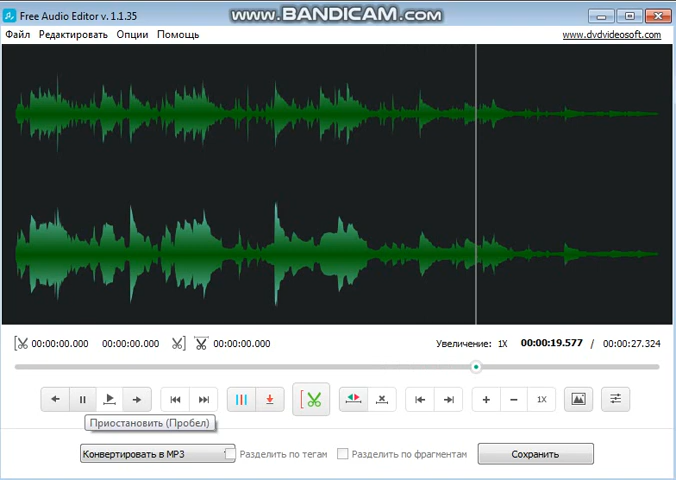 Free Audio Editor v. 1.1.35
WWW.BANDICAM.COM
Файл Редактировать Опции Помощь
www.dvdvideosoft.com
00:00:00.000 00:00:00.000 00:00:00.000 Увеличение: 1X 00:00:19.577 / 00:00:27.324
1X
Приостановить (Пробел)
Конвертировать в MP3 Разделить по тегам Разделить по фрагментам Сохранить